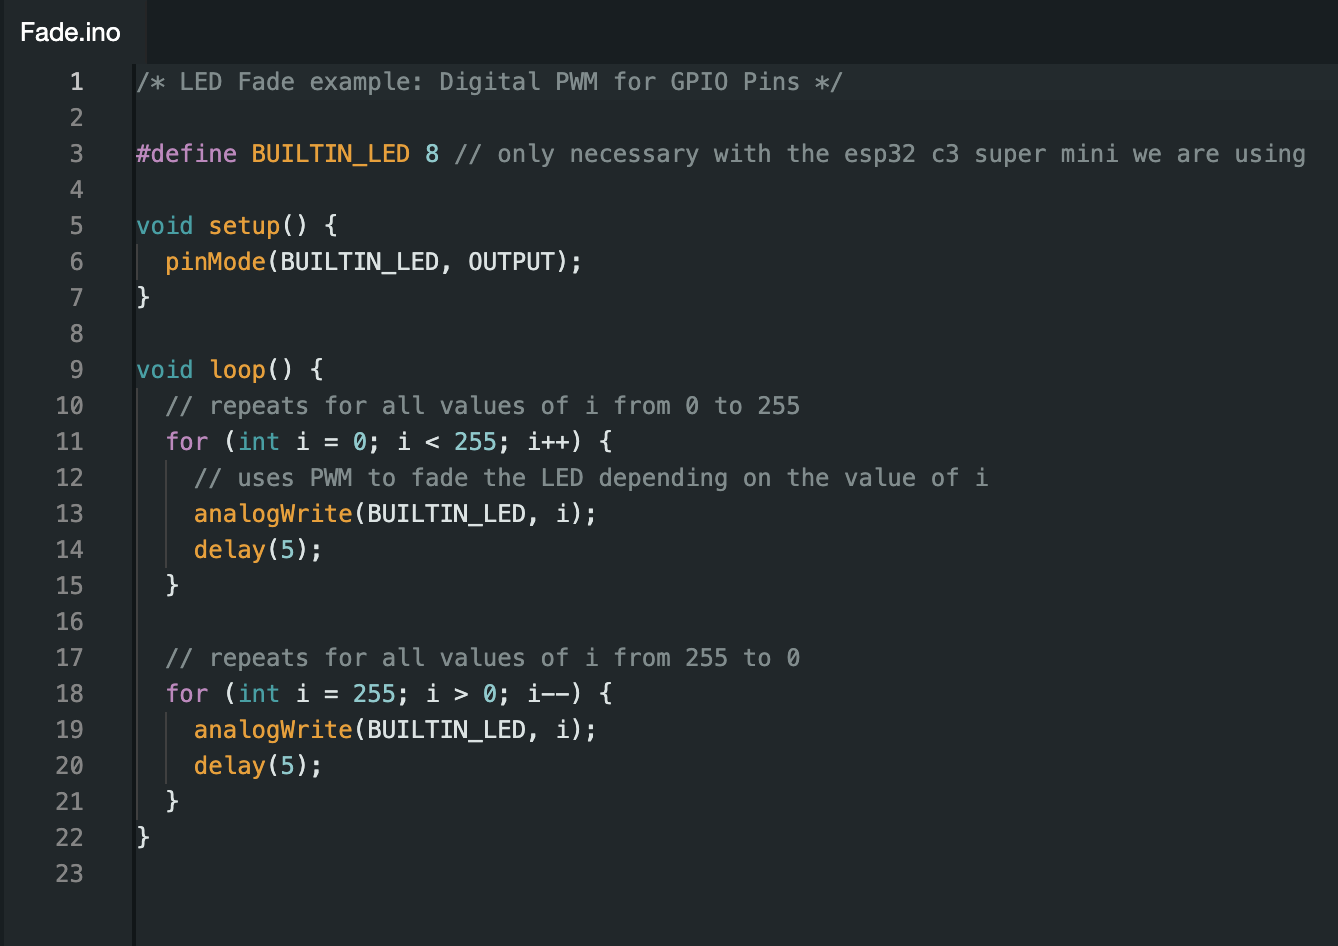 Fade.ino
1 /* LED Fade example: Digital PWM for GPIO Pins */
2
3 #define BUILTIN_LED 8 // only necessary with the esp32 c3 super mini we are using
4
5 void setup() {
6   pinMode(BUILTIN_LED, OUTPUT);
7 }
8
9 void loop() {
10   // repeats for all values of i from 0 to 255
11   for (int i = 0; i < 255; i++) {
12     // uses PWM to fade the LED depending on the value of i
13     analogWrite(BUILTIN_LED, i);
14     delay(5);
15   }
16
17   // repeats for all values of i from 255 to 0
18   for (int i = 255; i > 0; i--) {
19     analogWrite(BUILTIN_LED, i);
20     delay(5);
21   }
22 }
23